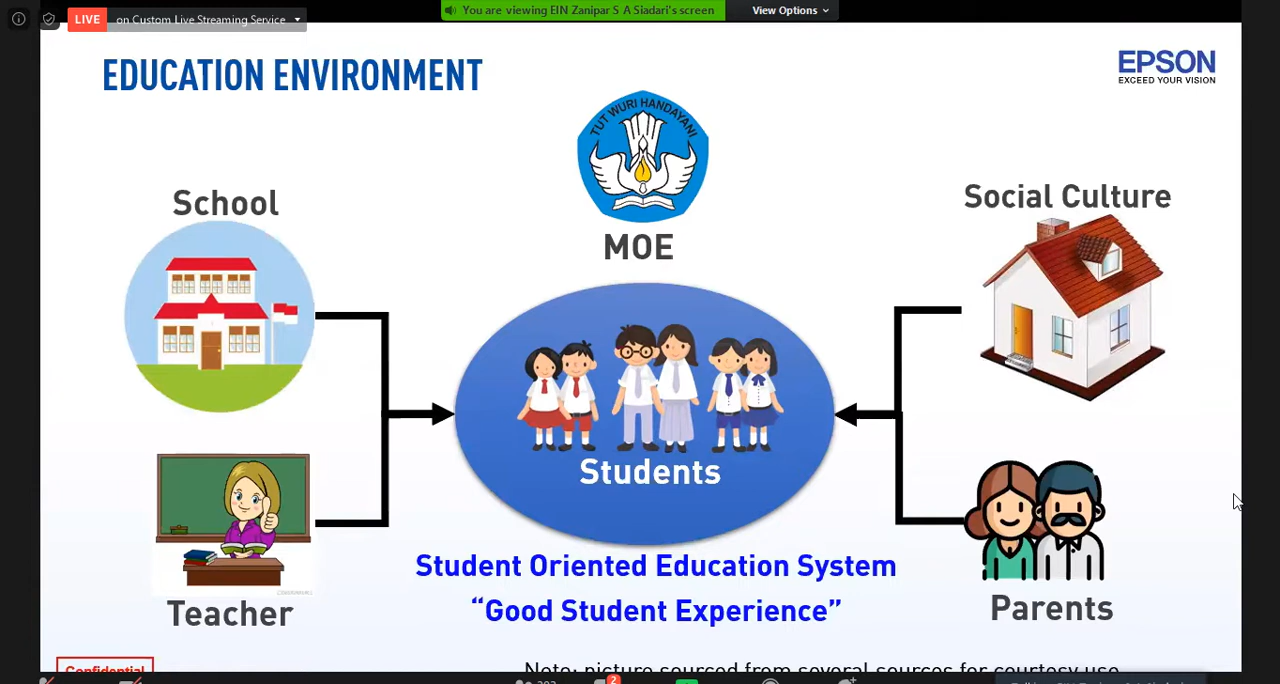 LIVE on Custom Live Streaming Service
You are viewing EIN Zanipar S A Siadari's screen
View Options
EDUCATION ENVIRONMENT
EPSON
EXCEED YOUR VISION
TUT WURI HANDAYANI
MOE
School
Social Culture
Students
Teacher
Parents
Student Oriented Education System
“Good Student Experience”
Confidential
Note: picture sourced from several sources for courtesy use
2